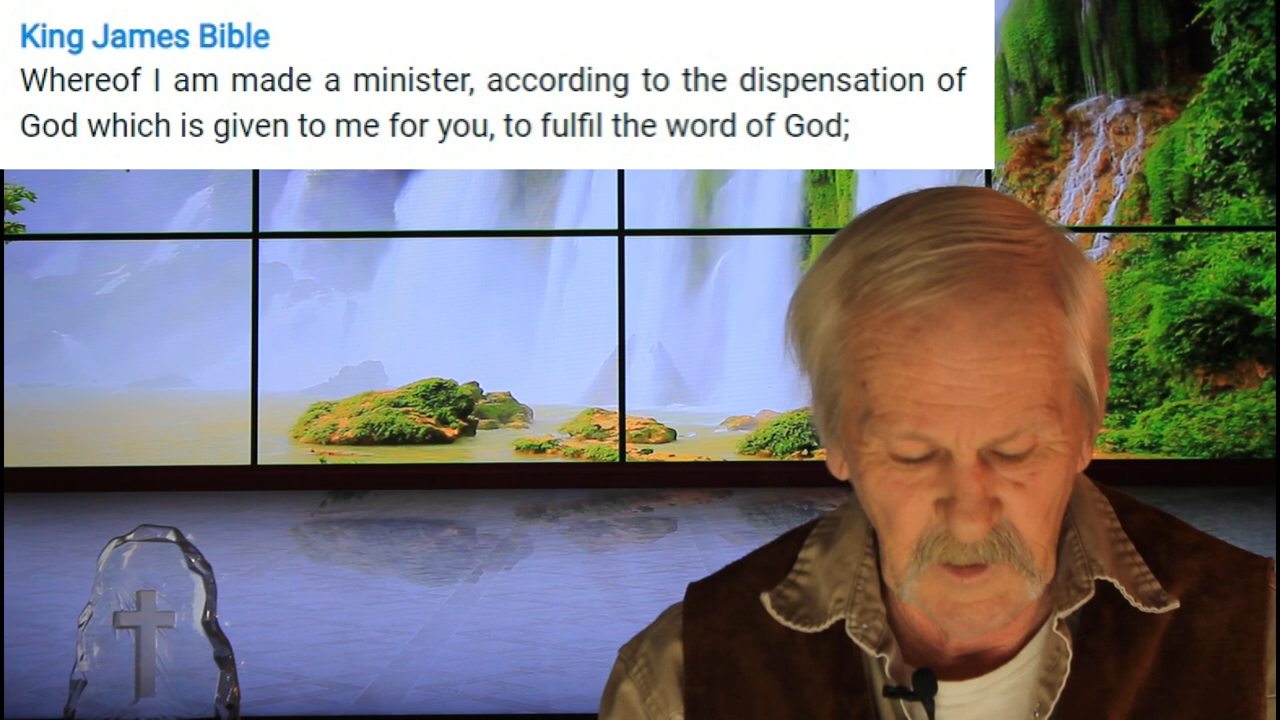 King James Bible
Whereof I am made a minister, according to the dispensation of
God which is given to me for you, to fulfil the word of God;